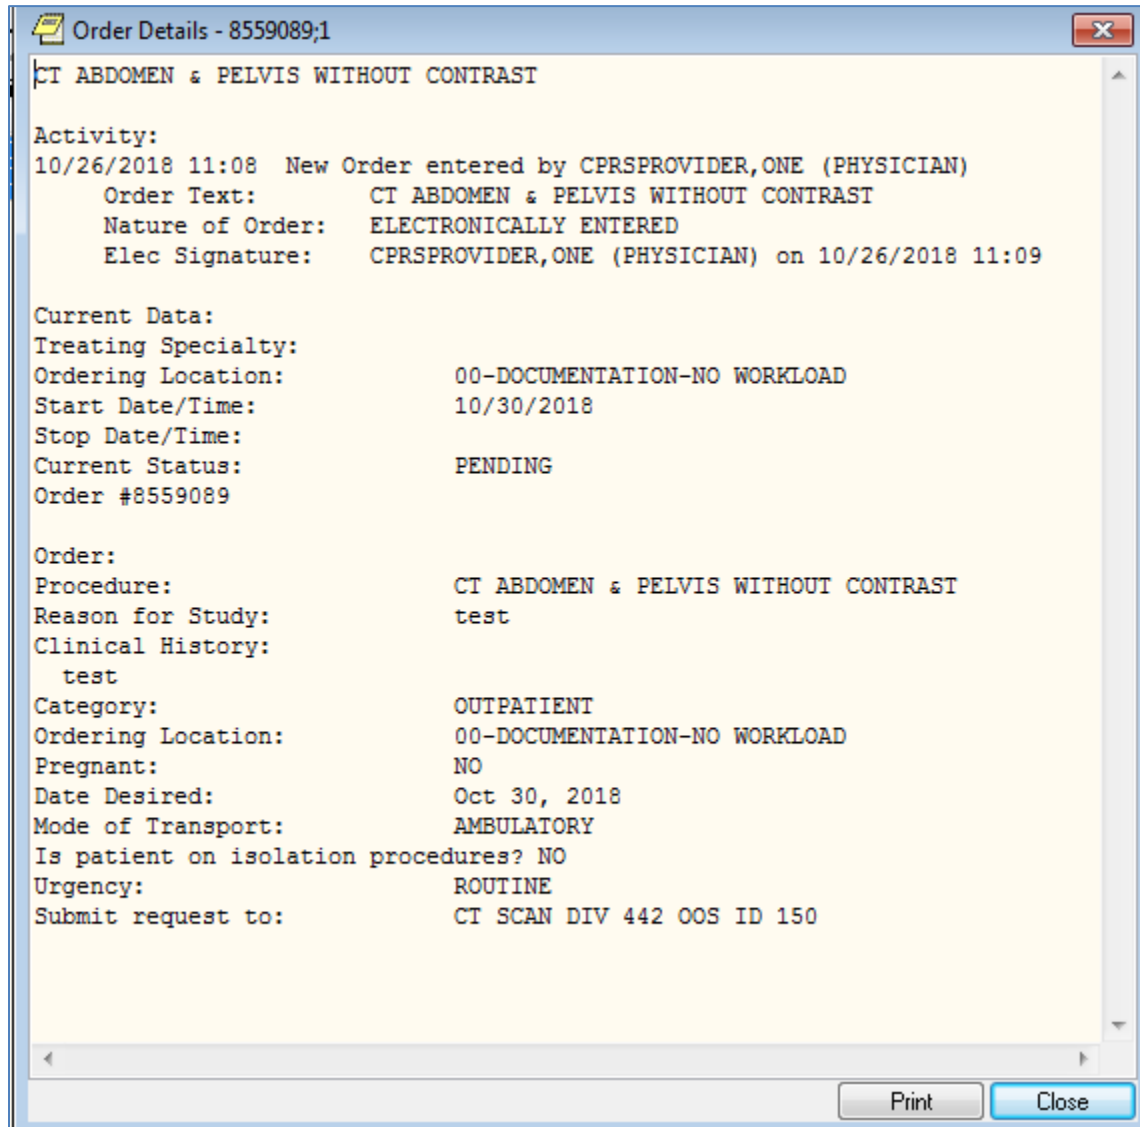 Order Details - 8559089;1
CT ABDOMEN & PELVIS WITHOUT CONTRAST
Activity:
10/26/2018 11:08  New Order entered by CPRSPROVIDER,ONE (PHYSICIAN)
     Order Text:        CT ABDOMEN & PELVIS WITHOUT CONTRAST
     Nature of Order:   ELECTRONICALLY ENTERED
     Elec Signature:    CPRSPROVIDER,ONE (PHYSICIAN) on 10/26/2018 11:09
Current Data:
Treating Specialty:
Ordering Location:            00-DOCUMENTATION-NO WORKLOAD
Start Date/Time:              10/30/2018
Stop Date/Time:
Current Status:               PENDING
Order #8559089
Order:
Procedure:                    CT ABDOMEN & PELVIS WITHOUT CONTRAST
Reason for Study:             test
Clinical History:
  test
Category:                     OUTPATIENT
Ordering Location:            00-DOCUMENTATION-NO WORKLOAD
Pregnant:                     NO
Date Desired:                 Oct 30, 2018
Mode of Transport:            AMBULATORY
Is patient on isolation procedures? NO
Urgency:                      ROUTINE
Submit request to:            CT SCAN DIV 442 OOS ID 150
Print Close